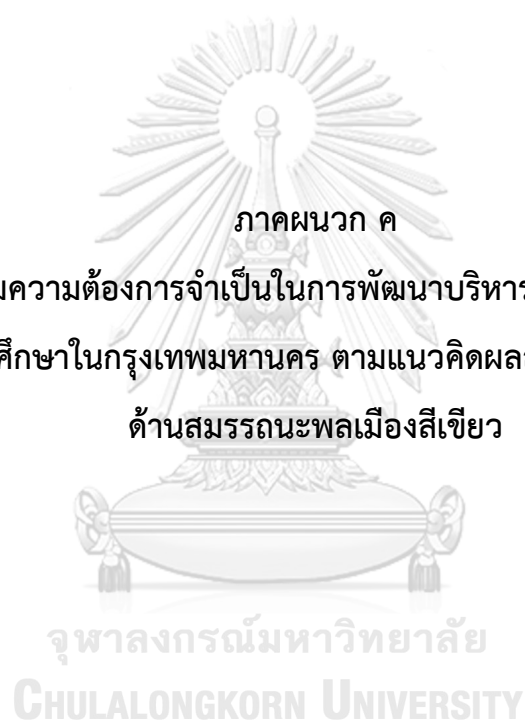 ภาคผนวก ค
ความต้องการจำเป็นในการพัฒนาบริหาร
ศึกษาในกรุงเทพมหานคร ตามแนวคิดผล
ด้านสมรรถนะพลเมืองสีเขียว
จุฬาลงกรณ์มหาวิทยาลัย
CHULALONGKORN UNIVERSITY